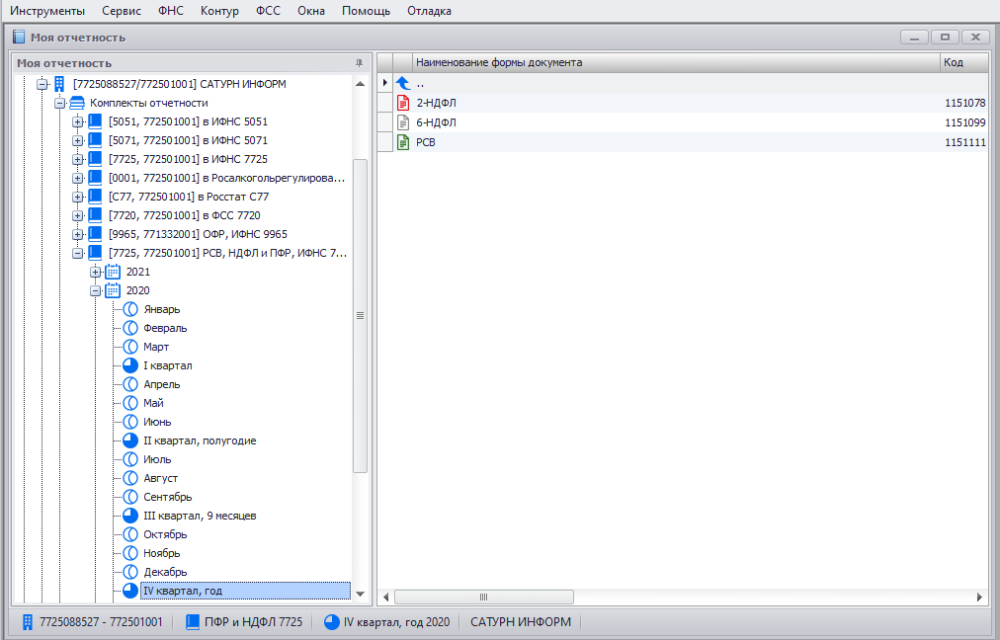 Инструменты Сервис ФНС Контур ФСС Окна Помощь Отладка
Моя отчетность
Моя отчетность
[7725088527/772501001] САТУРН ИНФОРМ
Комплекты отчетности
[5051, 772501001] в ИФНС 5051
[5071, 772501001] в ИФНС 5071
[7725, 772501001] в ИФНС 7725
[0001, 772501001] в Росалкогольрегулирова...
[С77, 772501001] в Росстат С77
[7720, 772501001] в ФСС 7720
[9965, 771332001] ОФР, ИФНС 9965
[7725, 772501001] РСВ, НДФЛ и ПФР, ИФНС 7...
2021
2020
Январь
Февраль
Март
I квартал
Апрель
Май
Июнь
II квартал, полугодие
Июль
Август
Сентябрь
III квартал, 9 месяцев
Октябрь
Ноябрь
Декабрь
IV квартал, год
Наименование формы документа Код
..
2-НДФЛ 1151078
6-НДФЛ 1151099
РСВ 1151111
7725088527 - 772501001 ПФР и НДФЛ 7725 IV квартал, год 2020 САТУРН ИНФОРМ